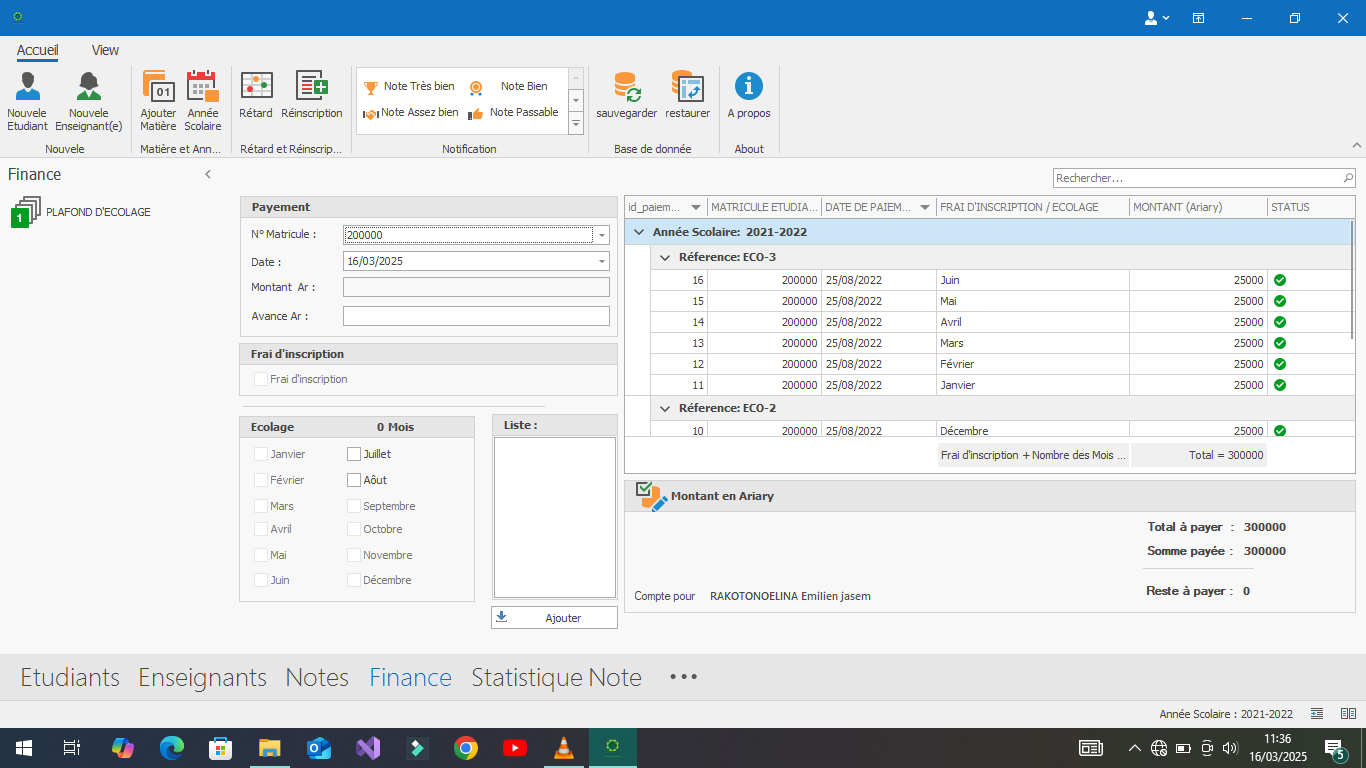 Accueil View
Nouvele Etudiant
Nouvele Enseignant(e)
Ajouter Matière
Année Scolaire
Rétard
Réinscription
Note Très bien
Note Bien
Note Assez bien
Note Passable
sauvegarder
restaurer
A propos
Nouvele
Matière et Ann...
Rétard et Réinscrip...
Notification
Base de donnée
About
01
Finance
1
PLAFOND D'ECOLAGE
Rechercher...
Payement
N° Matricule : 200000
Date : 16/03/2025
Montant Ar :
Avance Ar :
Frai d'inscription
Frai d'inscription
Ecolage 0 Mois
Janvier Juillet
Février Aôut
Mars Septembre
Avril Octobre
Mai Novembre
Juin Décembre
Liste :
Ajouter
id_paiem... MATRICULE ETUDIA... DATE DE PAIEM... FRAI D'INSCRIPTION / ECOLAGE MONTANT (Ariary) STATUS
Année Scolaire: 2021-2022
Réference: ECO-3
16 200000 25/08/2022 Juin 25000
15 200000 25/08/2022 Mai 25000
14 200000 25/08/2022 Avril 25000
13 200000 25/08/2022 Mars 25000
12 200000 25/08/2022 Février 25000
11 200000 25/08/2022 Janvier 25000
Réference: ECO-2
10 200000 25/08/2022 Décembre 25000
Frai d'inscription + Nombre des Mois ... Total = 300000
Montant en Ariary
Total à payer : 300000
Somme payée : 300000
Reste à payer : 0
Compte pour RAKOTONOELINA Emilien jasem
Etudiants Enseignants Notes Finance Statistique Note •••
Année Scolaire : 2021-2022
11:36
16/03/2025
5